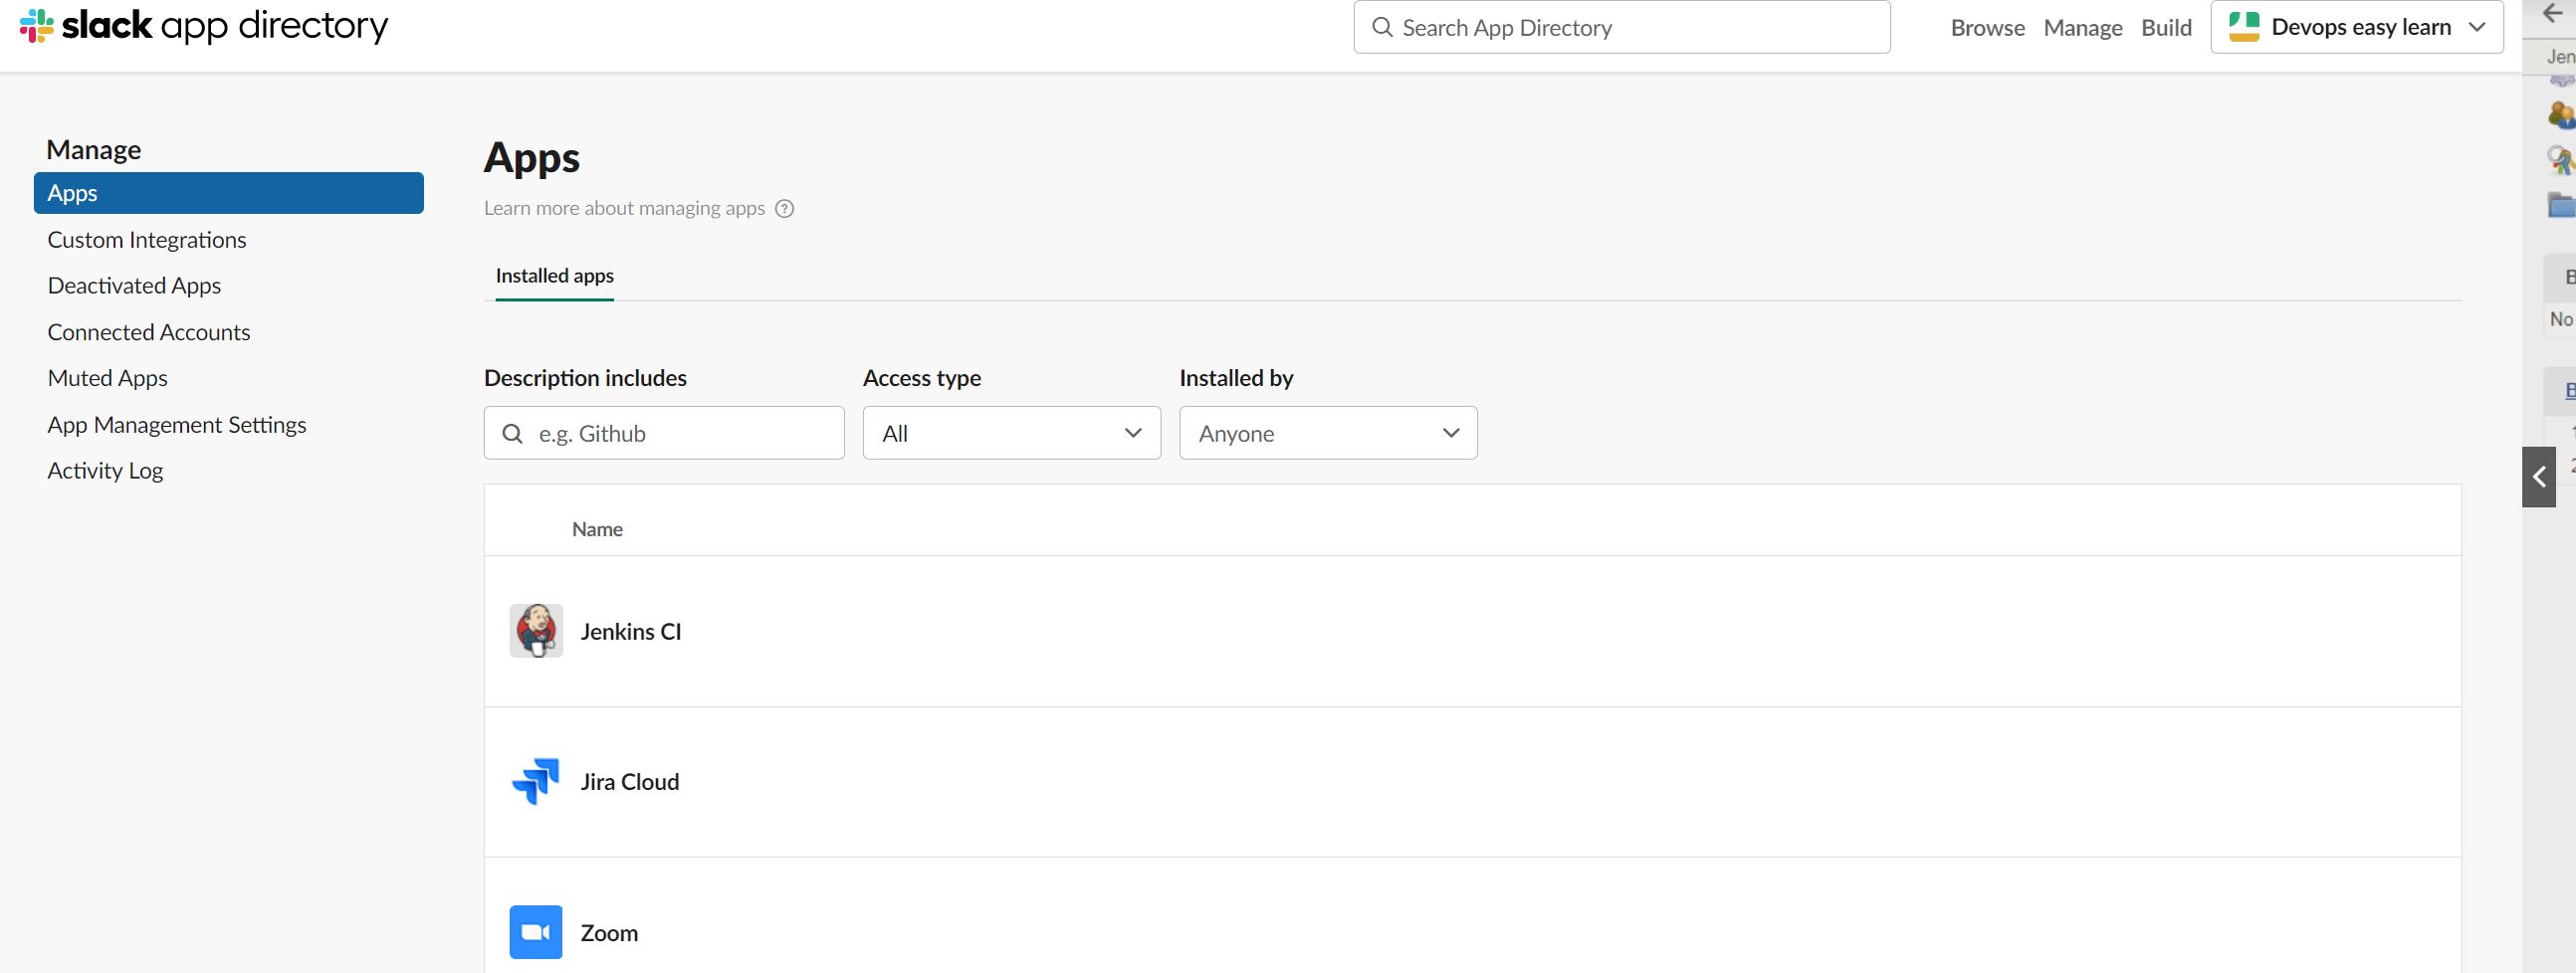 slack app directory
Search App Directory
Browse Manage Build Devops easy learn
Manage
Apps
Custom Integrations
Deactivated Apps
Connected Accounts
Muted Apps
App Management Settings
Activity Log
Apps
Learn more about managing apps ?
Installed apps
Description includes Access type Installed by
e.g. Github All Anyone
Name
Jenkins CI
Jira Cloud
Zoom
Jen
B
No
B